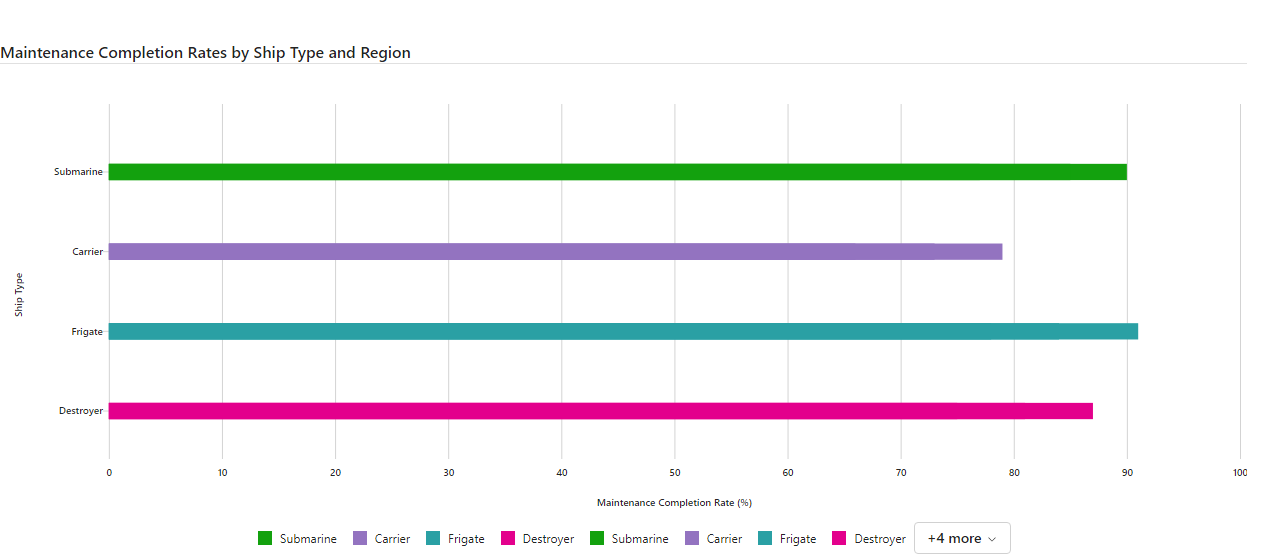 Maintenance Completion Rates by Ship Type and Region
Ship Type
Submarine
Carrier
Frigate
Destroyer
0 10 20 30 40 50 60 70 80 90 100
Maintenance Completion Rate (%)
Submarine Carrier Frigate Destroyer Submarine Carrier Frigate Destroyer +4 more